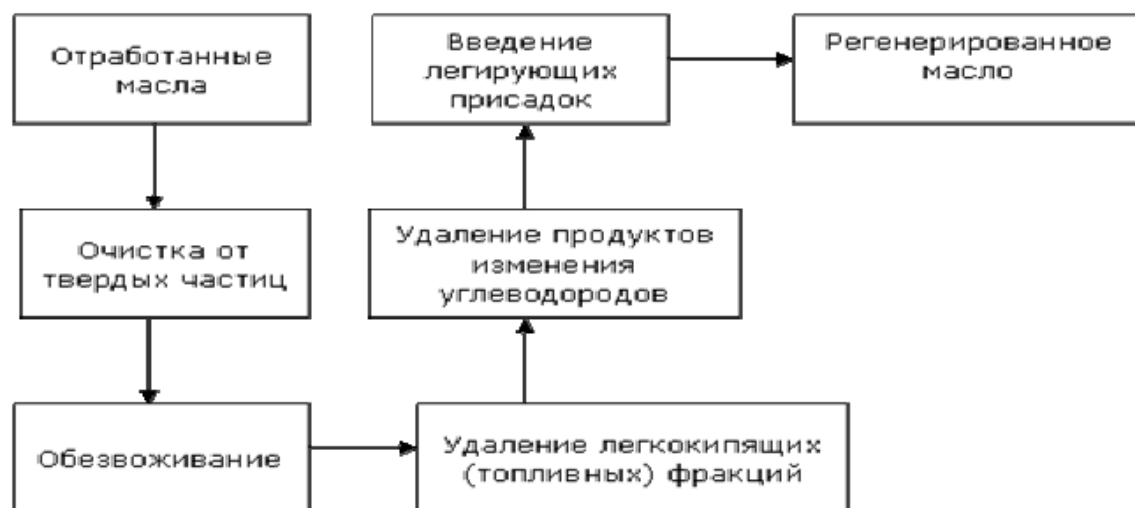 Отработанные
масла
Очистка от
твердых частиц
Обезвоживание
Удаление легкокипящих
(топливных) фракций
Удаление продуктов
изменения
углеводородов
Введение
легирующих
присадок
Регенерированное
масло